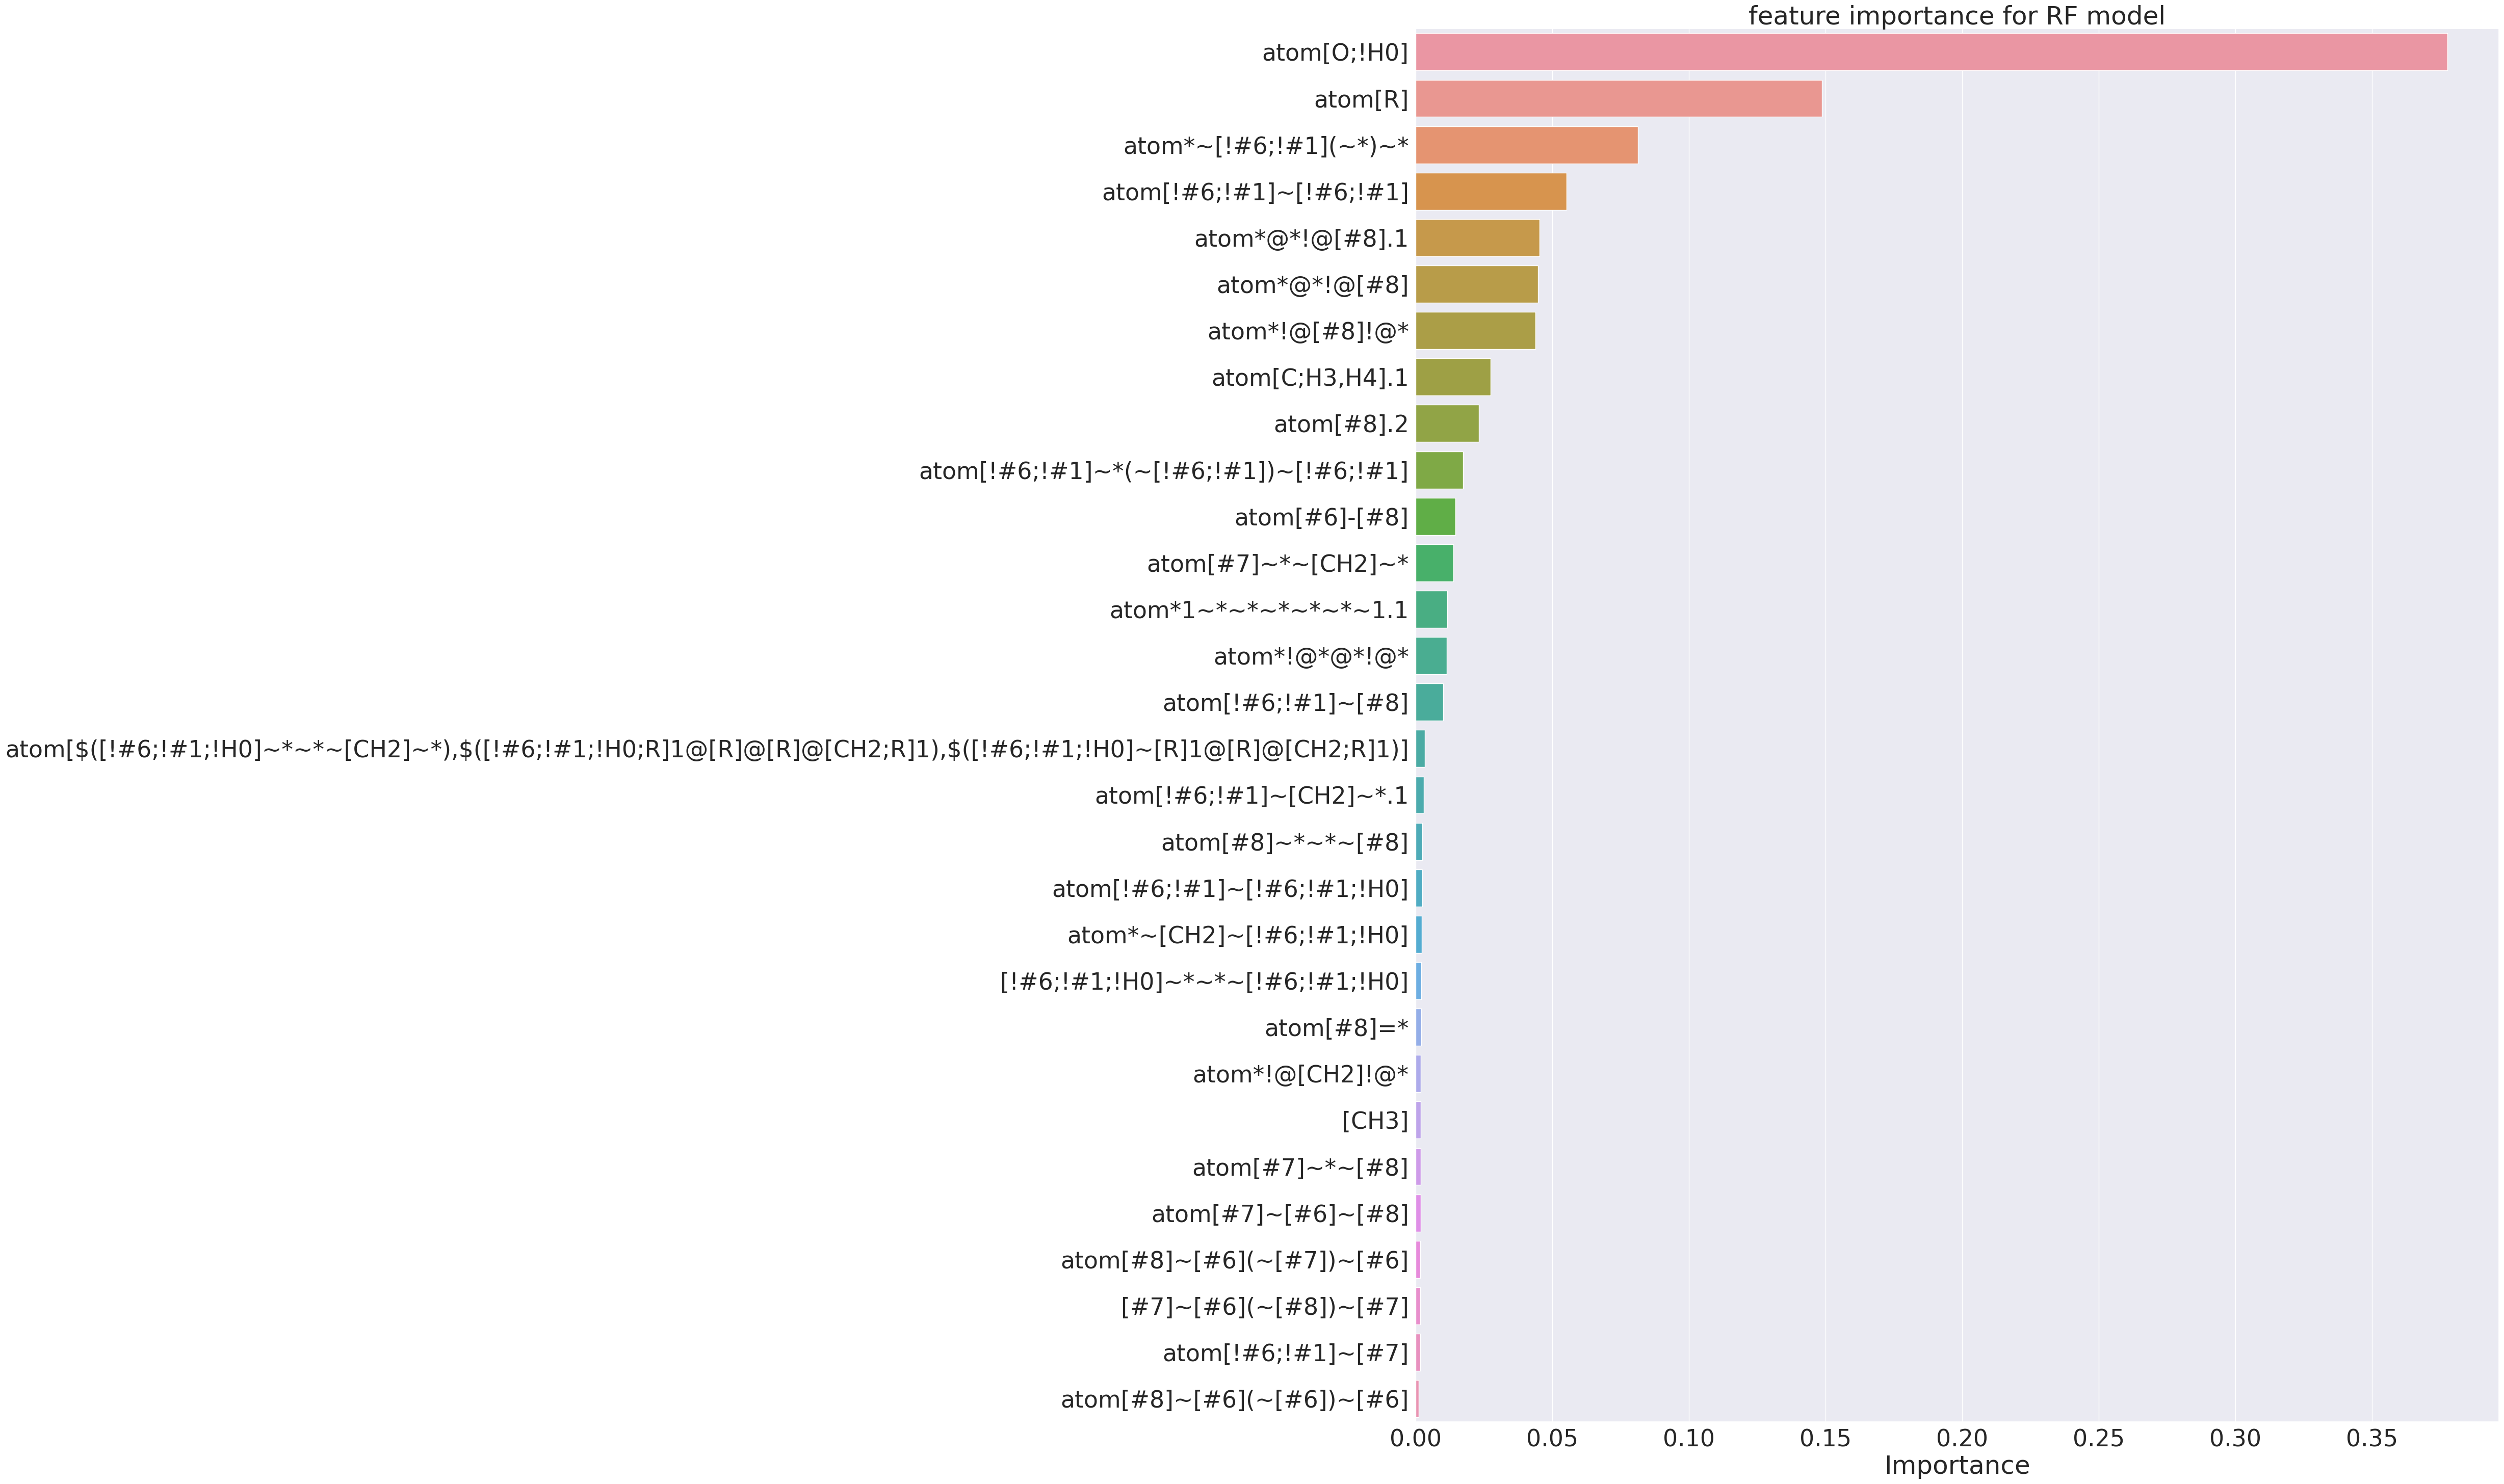 feature importance for RF model
atom[O;!H0]
atom[R]
atom*~[!#6;!#1](~*)~*
atom[!#6;!#1]~[!#6;!#1]
atom*@*!@[#8].1
atom*@*!@[#8]
atom*!@[#8]!@*
atom[C;H3,H4].1
atom[#8].2
atom[!#6;!#1]~*(~[!#6;!#1])~[!#6;!#1]
atom[#6]-[#8]
atom[#7]~*~[CH2]~*
atom*1~*~*~*~*~*~1.1
atom*!@*@*!@*
atom[!#6;!#1]~[#8]
atom[$([!#6;!#1;!H0]~*~*~[CH2]~*),$([!#6;!#1;!H0;R]1@[R]@[R]@[CH2;R]1),$([!#6;!#1;!H0]~[R]1@[R]@[CH2;R]1)]
atom[!#6;!#1]~[CH2]~*.1
atom[#8]~*~*~[#8]
atom[!#6;!#1]~[!#6;!#1;!H0]
atom*~[CH2]~[!#6;!#1;!H0]
[!#6;!#1;!H0]~*~*~[!#6;!#1;!H0]
atom[#8]=*
atom*!@[CH2]!@*
[CH3]
atom[#7]~*~[#8]
atom[#7]~[#6]~[#8]
atom[#8]~[#6](~[#7])~[#6]
[#7]~[#6](~[#8])~[#7]
atom[!#6;!#1]~[#7]
atom[#8]~[#6](~[#6])~[#6]
0.00 0.05 0.10 0.15 0.20 0.25 0.30 0.35
Importance